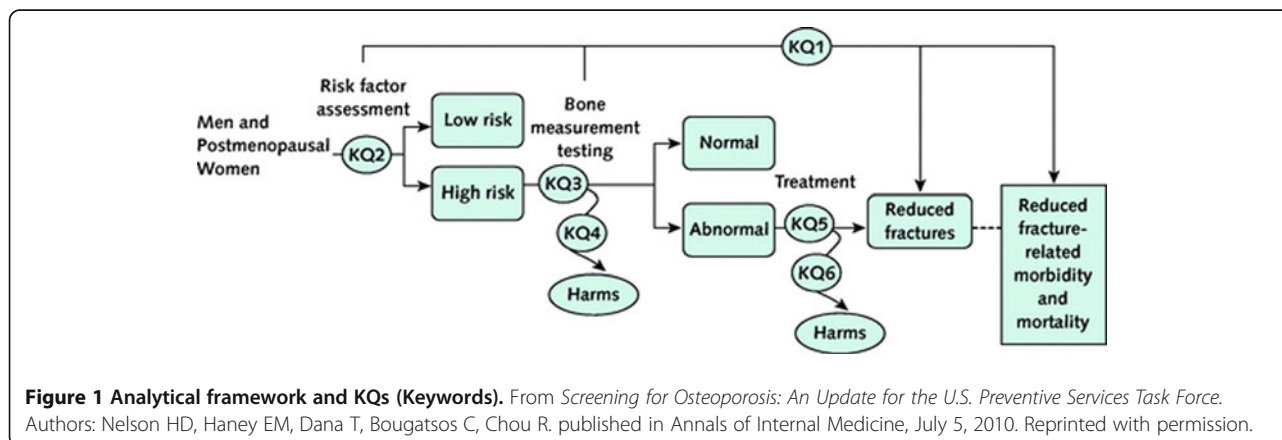 KQ1
Risk factor
assessment
Bone
measurement
testing
Men and
Postmenopausal
Women
KQ2
Low risk
High risk
KQ3
KQ4
Harms
Normal
Abnormal
Treatment
KQ5
KQ6
Harms
Reduced
fractures
Reduced
fracture-
related
morbidity
and
mortality
Figure 1 Analytical framework and KQs (Keywords). From Screening for Osteoporosis: An Update for the U.S. Preventive Services Task Force.
Authors: Nelson HD, Haney EM, Dana T, Bougatsos C, Chou R. published in Annals of Internal Medicine, July 5, 2010. Reprinted with permission.